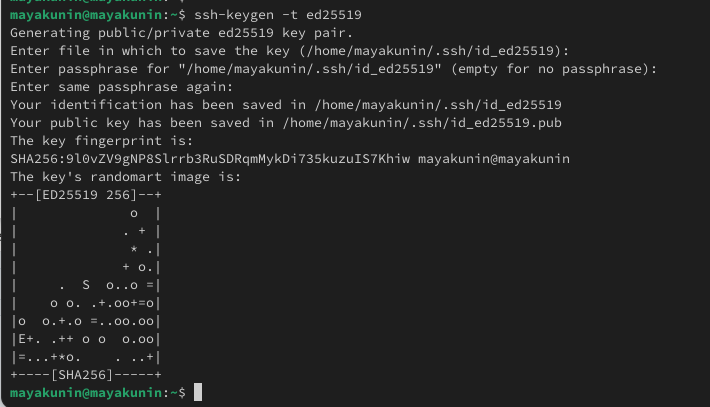 mayakunin@mayakunin:~$ ssh-keygen -t ed25519
Generating public/private ed25519 key pair.
Enter file in which to save the key (/home/mayakunin/.ssh/id_ed25519):
Enter passphrase for "/home/mayakunin/.ssh/id_ed25519" (empty for no passphrase):
Enter same passphrase again:
Your identification has been saved in /home/mayakunin/.ssh/id_ed25519
Your public key has been saved in /home/mayakunin/.ssh/id_ed25519.pub
The key fingerprint is:
SHA256:9l0vZV9gNP8Slrrb3RuSDRqmMykDi735kuzuIS7Khiw mayakunin@mayakunin
The key's randomart image is:
+--[ED25519 256]--+
|              o  |
|             . + |
|              * .|
|             + o.|
|     .  S  o..o =|
|    o o. .+.oo+=o|
|o  o.+.o =..oo.oo|
|E+. .++ o o  o.oo|
|=...+*o.    . ..+|
+----[SHA256]-----+
mayakunin@mayakunin:~$